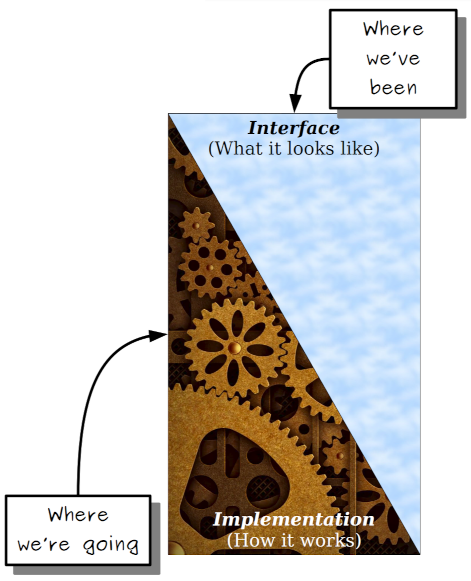 Where
we've
been
Interface
(What it looks like)
Where
we're going
Implementation
(How it works)